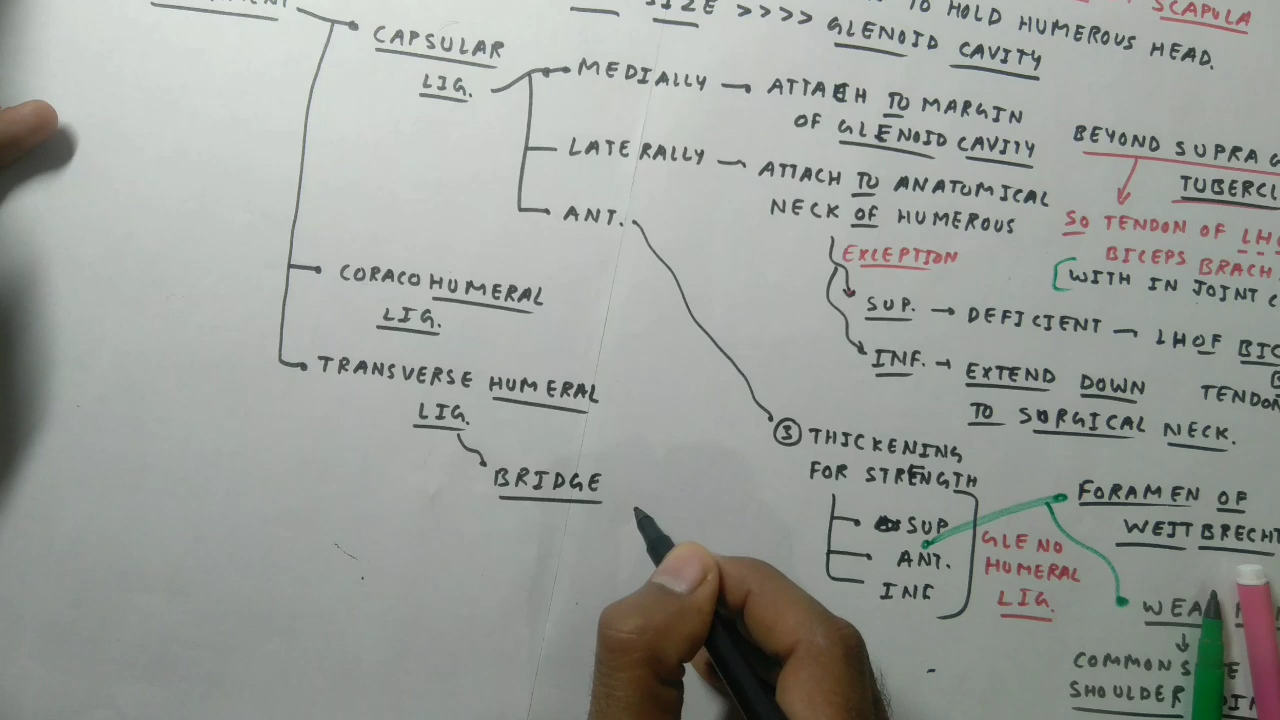 SCAPULA
TO HOLD HUMEROUS HEAD.
SIZE >>>> GLENOID CAVITY
CAPSULAR
LIG.
MEDIALLY — ATTACH TO MARGIN
OF GLENOID CAVITY
LATERALLY — ATTACH TO ANATOMICAL
NECK OF HUMEROUS
EXCEPTION
SUP. → DEFICIENT — LHOF
INF. → EXTEND DOWN
TO SURGICAL NECK.
TENDON
ANT.
BEYOND SUPRA
SO TENDON OF
BICEPS BRACH
WITH IN JOINT
CORACO HUMERAL
LIG.
TRANSVERSE HUMERAL
LIG.
BRIDGE
③ THICKENING
FOR STRENGTH
SUP
ANT.
INF
GLENO
HUMERAL
LIG.
FORAMEN OF
WEITBRECHT
COMMON
SHOULDER